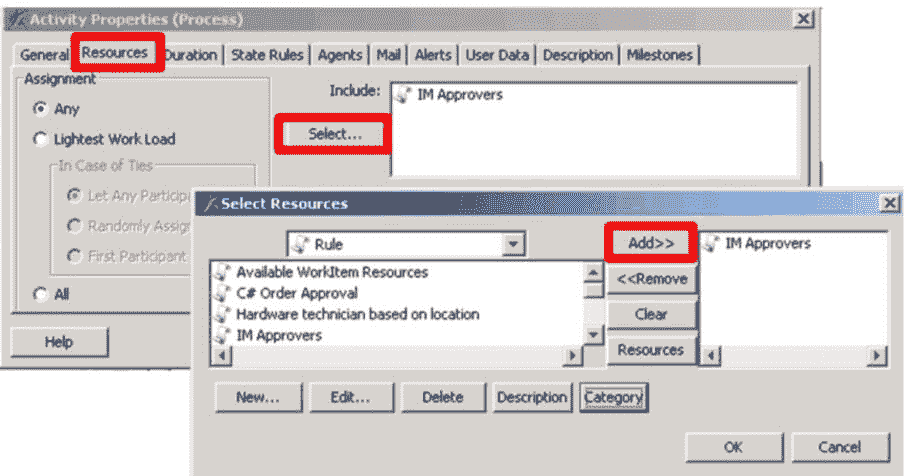 Activity Properties (Process)
General Resources Duration State Rules Agents Mail Alerts User Data Description Milestones
Assignment
Any
Lightest Work Load
In Case of Ties
Let Any Participa
Randomly Assig
First Participant
All
Help
Include:
IM Approvers
Select...
Select Resources
Rule
Available WorkItem Resources
C# Order Approval
Hardware technician based on location
IM Approvers
Add>>
<<Remove
Clear
Resources
IM Approvers
New... Edit... Delete Description Category
OK Cancel